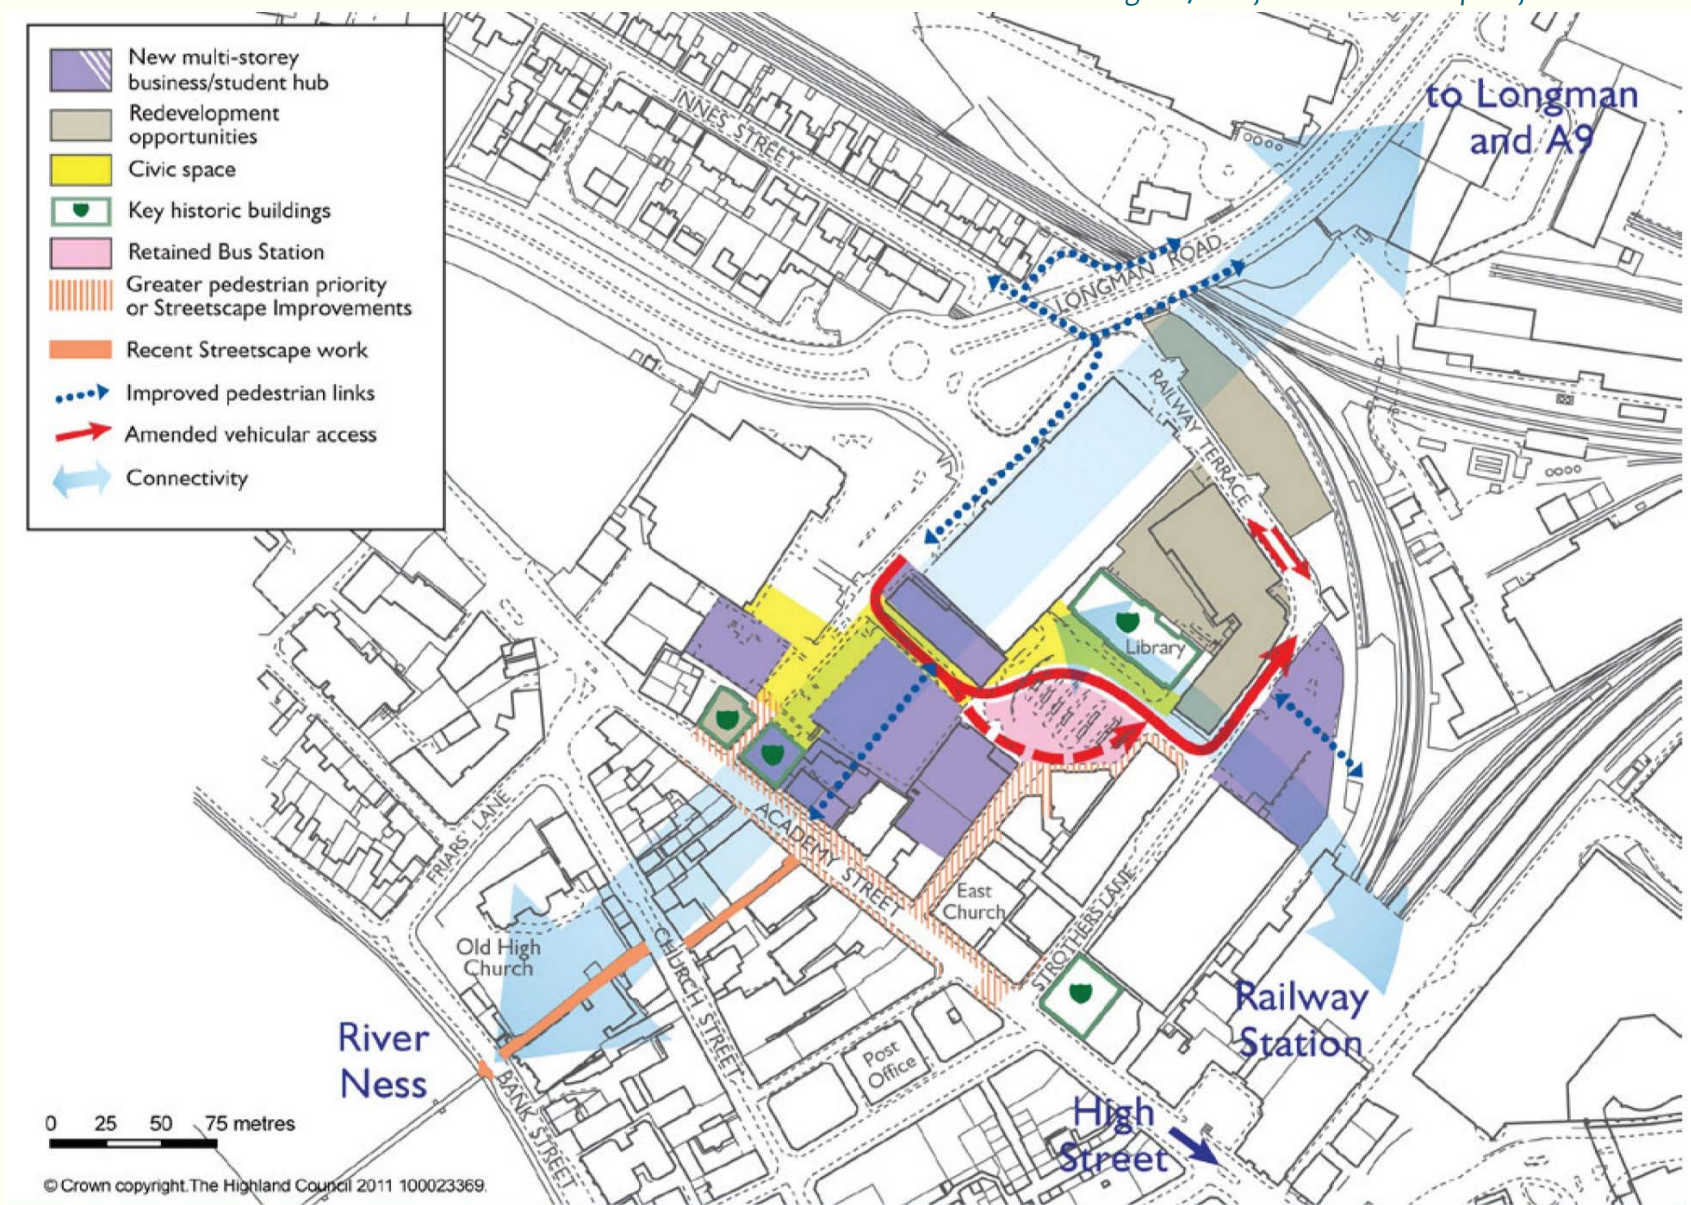 New multi-storey
business/student hub
Redevelopment
opportunities
Civic space
Key historic buildings
Retained Bus Station
Greater pedestrian priority
or Streetscape Improvements
Recent Streetscape work
Improved pedestrian links
Amended vehicular access
Connectivity
to Longman
and A9
INNES STREET
LONGMAN ROAD
RAILWAY TERRACE
Library
FRIARS LANE
ACADEMY STREET
East
Church
STROTHERS LANE
Old High
Church
CHURCH STREET
River
Ness
Railway
Station
Post
Office
BANK STREET
High
Street
0 25 50 75 metres
© Crown copyright.The Highland Council 2011 100023369.